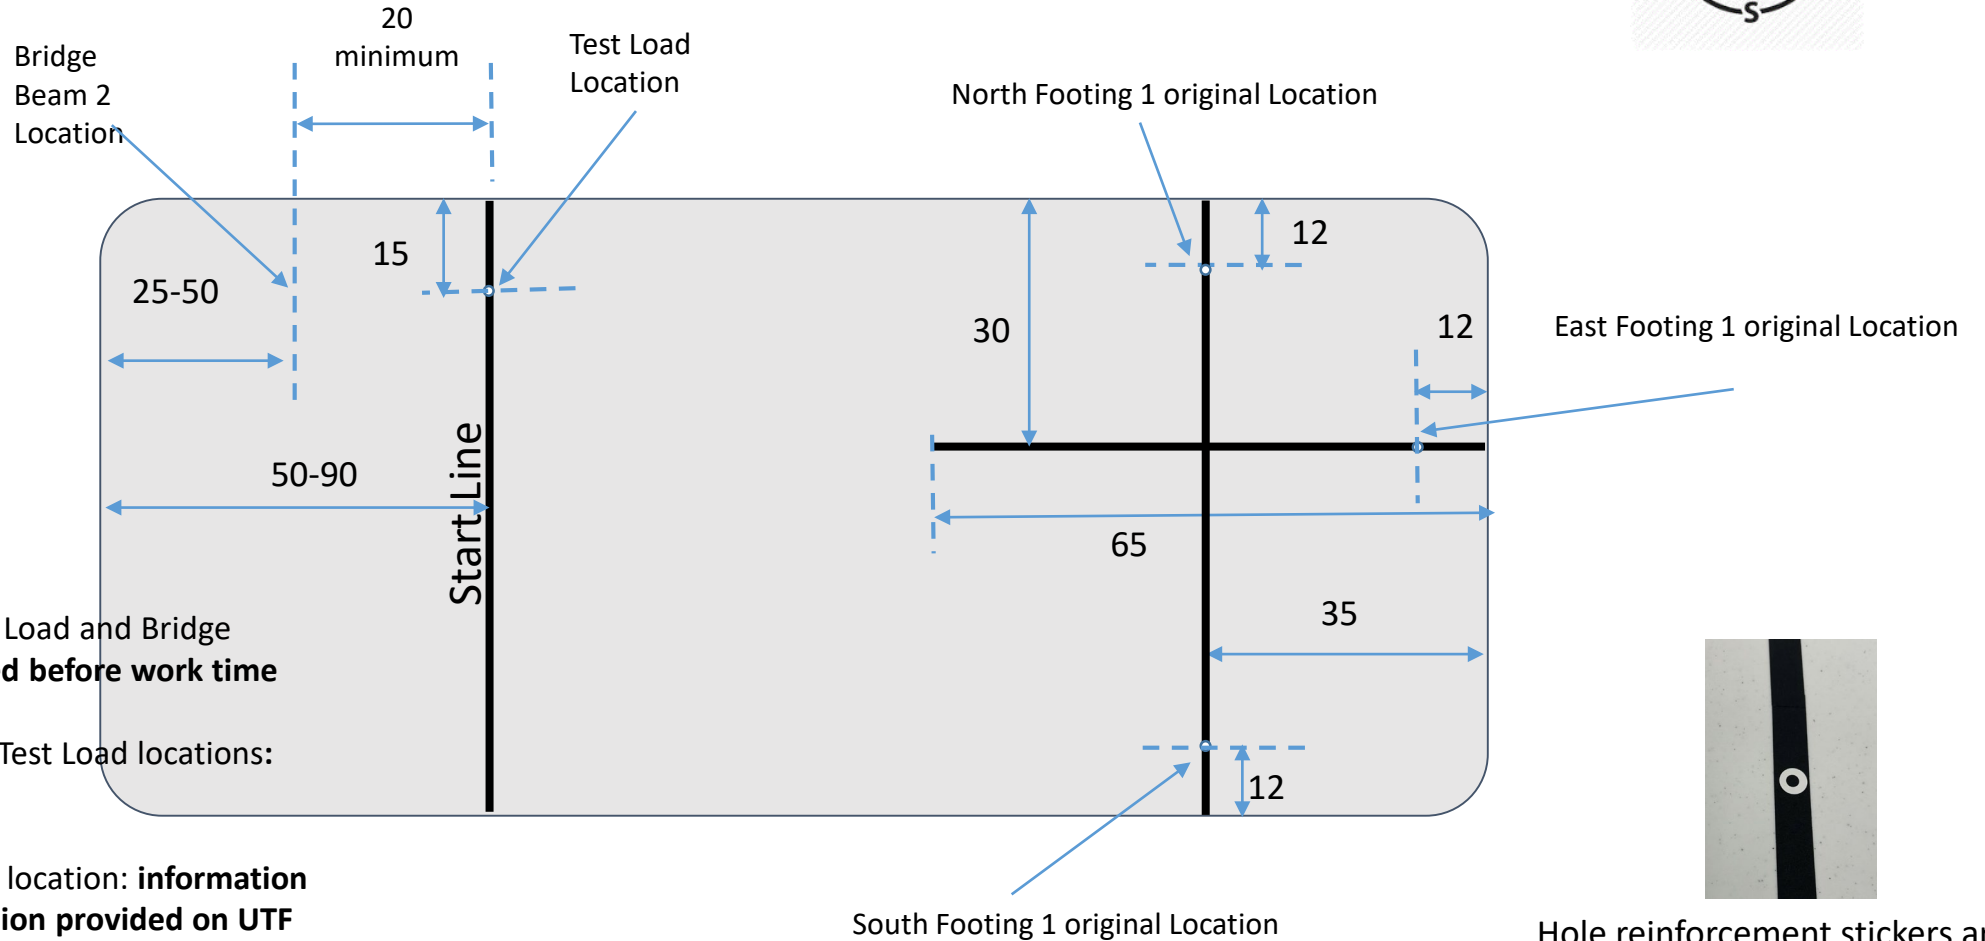 S
20
minimum
Bridge
Beam 2
Location
Test Load
Location
North Footing 1 original Location
15
12
25-50
30
12
East Footing 1 original Location
50-90
Start Line
65
35
Load and Bridge
d before work time
Test Load locations:
12
location: information
ion provided on UTF
South Footing 1 original Location
Hole reinforcement stickers a